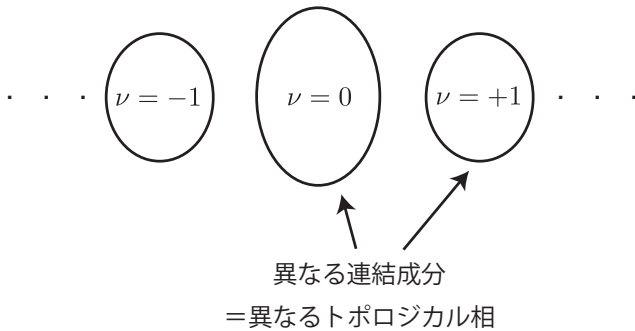 · · · ν = −1 ν = 0 ν = +1 · · ·
異なる連結成分
＝異なるトポロジカル相